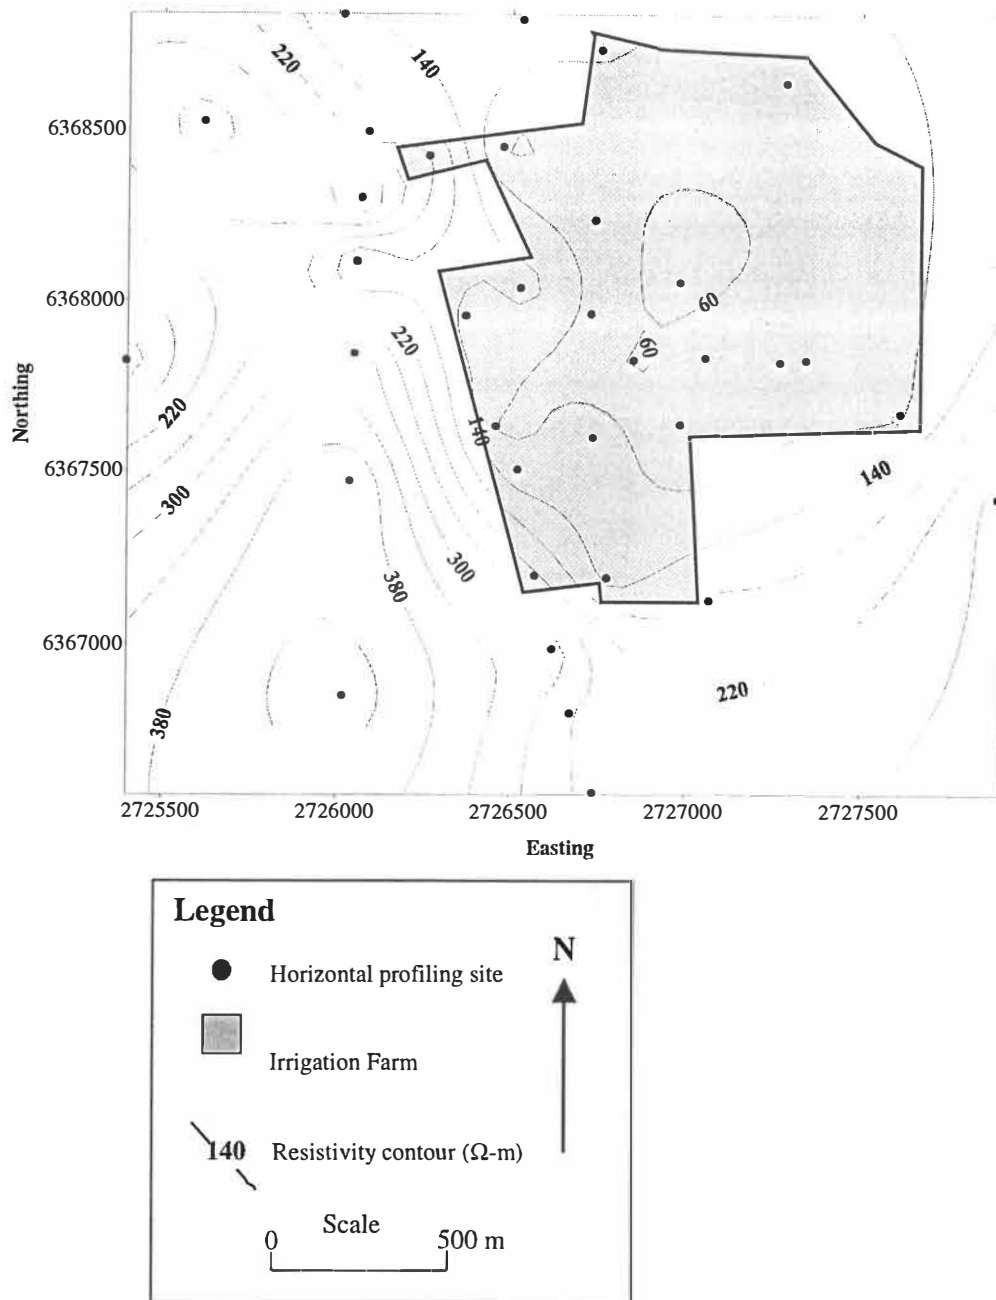 220
140
6368500
6368000
60
60
220
220
Northing
140
6367500
140
300
300
380
6367000
220
380
2725500 2726000 2726500 2727000 2727500
Easting
Legend
N
Horizontal profiling site
Irrigation Farm
140 Resistivity contour (Ω-m)
Scale
0 500 m